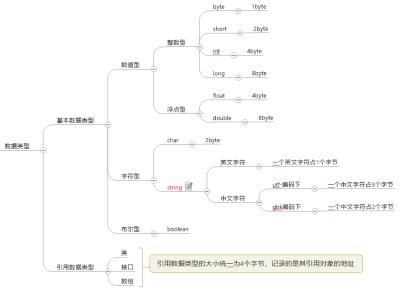 byte
1byte
short
2byte
整数型
int
4byte
数值型
long
8byte
float
4byte
浮点型
double
8byte
基本数据类型
数据类型
char
2byte
字符型
英文字符
一个英文字符占1个字节
string
utf-编码下
一个中文字符占3个字节
中文字符
gbk编码下
一个中文字符占2个字节
布尔型
boolean
类
引用数据类型
接口
引用数据类型的大小统一为4个字节，记录的是其引用对象的地址
数组